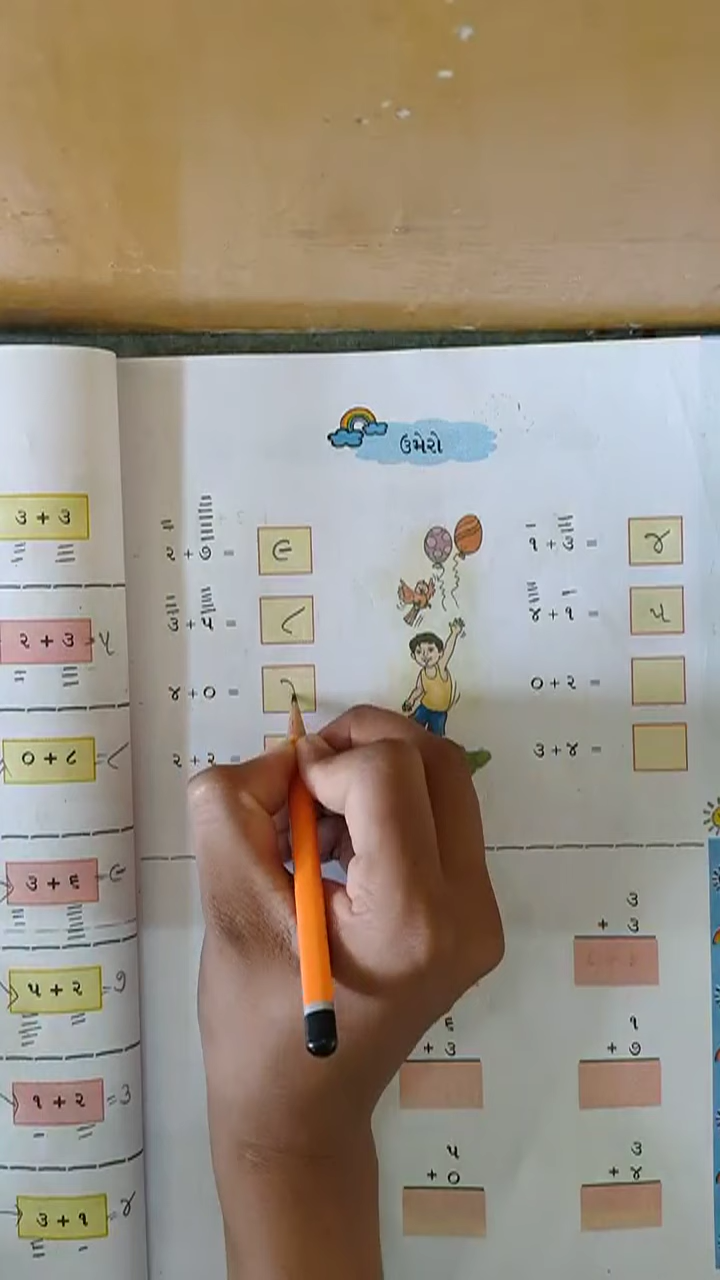 ઉમેરો
૩ + ૩
૨ + ૩ = ૫
૦ + ૮ = ૮
૩ + ૬ = ૯
૫ + ૨ = ૭
૧ + ૨ = ૩
૩ + ૧ = ૪
૨ + ૭ = ૯
૩ + ૫ = ૮
૪ + ૦ =
૨ + ૨ =
૧ + ૩ = ૪
૪ + ૧ = ૫
૦ + ૨ =
૩ + ૪ =
૩
+ ૩
૬
+ ૩
૧
+ ૭
૫
+ ૦
૩
+ ૪